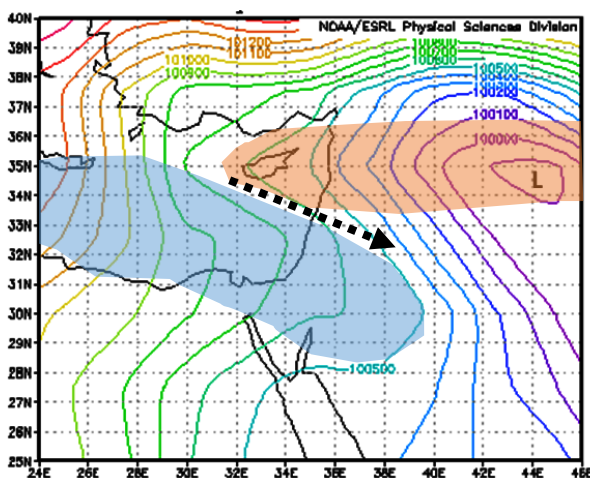 NOAA/ESRL Physical Sciences Division
40N
39N
101100
101000
100500
38N
100900
100200
37N
100100
36N
100000
35N
L
34N
33N
32N
31N
30N
29N
100500
28N
27N
26N
25N
24E 26E 28E 30E 32E 34E 36E 38E 40E 42E 44E 46E